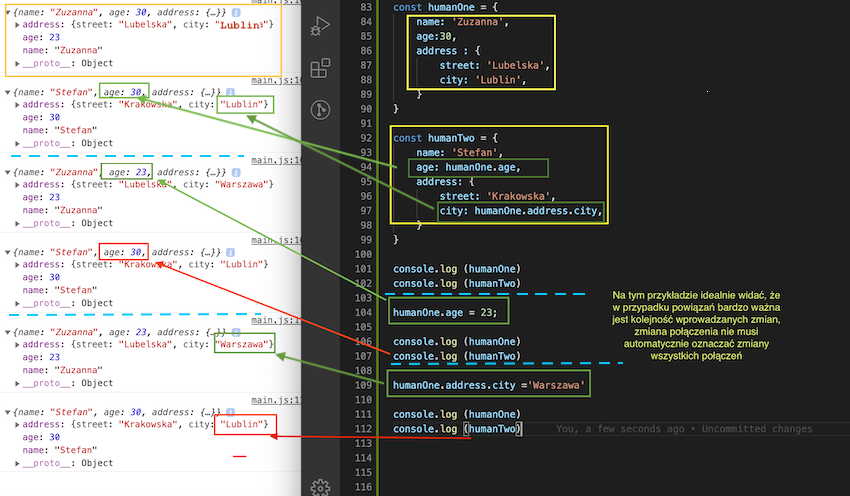 main.js:10
{name: "Zuzanna", age: 30, address: {…}} i
address: {street: "Lubelska", city: "Lublin"}
age: 23
name: "Zuzanna"
__proto__: Object
main.js:10
{name: "Stefan", age: 30, address: {…}} i
address: {street: "Krakowska", city: "Lublin"}
age: 30
name: "Stefan"
__proto__: Object
main.js:10
{name: "Zuzanna", age: 23, address: {…}} i
address: {street: "Lubelska", city: "Warszawa"}
age: 23
name: "Zuzanna"
__proto__: Object
main.js:10
{name: "Stefan", age: 30, address: {…}} i
address: {street: "Krakowska", city: "Lublin"}
age: 30
name: "Stefan"
__proto__: Object
main.js:1
{name: "Zuzanna", age: 23, address: {…}} i
address: {street: "Lubelska", city: "Warszawa"}
age: 23
name: "Zuzanna"
__proto__: Object
main.js:11
{name: "Stefan", age: 30, address: {…}} i
address: {street: "Krakowska", city: "Lublin"}
age: 30
name: "Stefan"
__proto__: Object
83 const humanOne = {
84 name: 'Zuzanna',
85 age:30,
86 address : {
87 street: 'Lubelska',
88 city: 'Lublin',
89 }
90 }
91
92 const humanTwo = {
93 name: 'Stefan',
94 age: humanOne.age,
95 address: {
96 street: 'Krakowska',
97 city: humanOne.address.city,
98 }
99 }
100
101 console.log (humanOne)
102 console.log (humanTwo)
103
104 humanOne.age = 23;
105
106 console.log (humanOne)
107 console.log (humanTwo)
108
109 humanOne.address.city ='Warszawa'
110
111 console.log (humanOne)
112 console.log (humanTwo) You, a few seconds ago • Uncommitted changes
113
114
115
116
Na tym przykładzie idealnie widać, że
w przypadku powiązań bardzo ważna
jest kolejność wprowadzanych zmian,
zmiana połączenia nie musi
automatycznie oznaczać zmiany
wszystkich połączeń